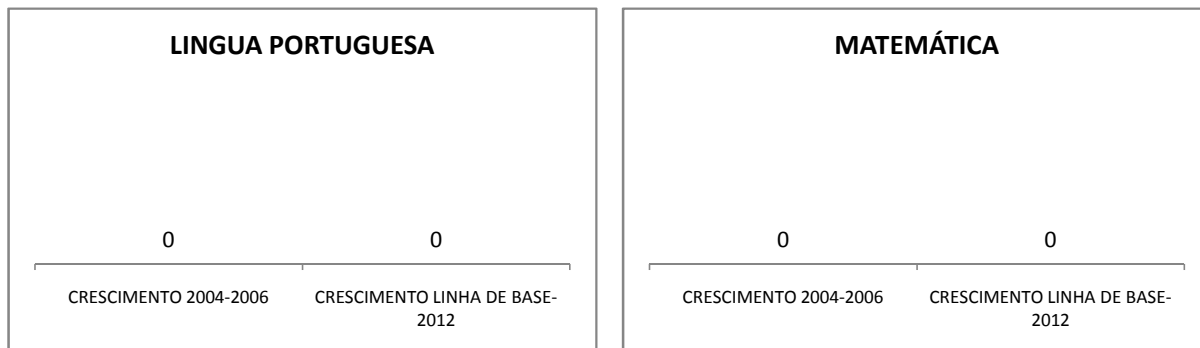 LINGUA PORTUGUESA
0
0
CRESCIMENTO 2004-2006
CRESCIMENTO LINHA DE BASE-
2012
MATEMÁTICA
0
0
CRESCIMENTO 2004-2006
CRESCIMENTO LINHA DE BASE-
2012